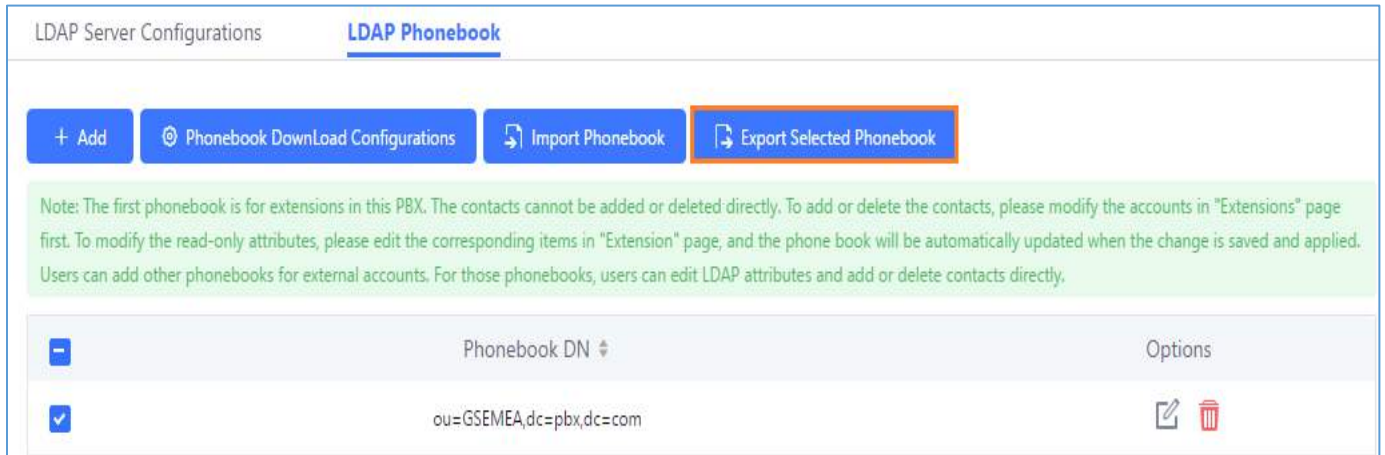 LDAP Server Configurations LDAP Phonebook
+ Add Phonebook DownLoad Configurations Import Phonebook Export Selected Phonebook
Note: The first phonebook is for extensions in this PBX. The contacts cannot be added or deleted directly. To add or delete the contacts, please modify the accounts in "Extensions" page
first. To modify the read-only attributes, please edit the corresponding items in "Extension" page, and the phone book will be automatically updated when the change is saved and applied.
Users can add other phonebooks for external accounts. For those phonebooks, users can edit LDAP attributes and add or delete contacts directly.
Phonebook DN Options
ou=GSEMEA,dc=pbx,dc=com